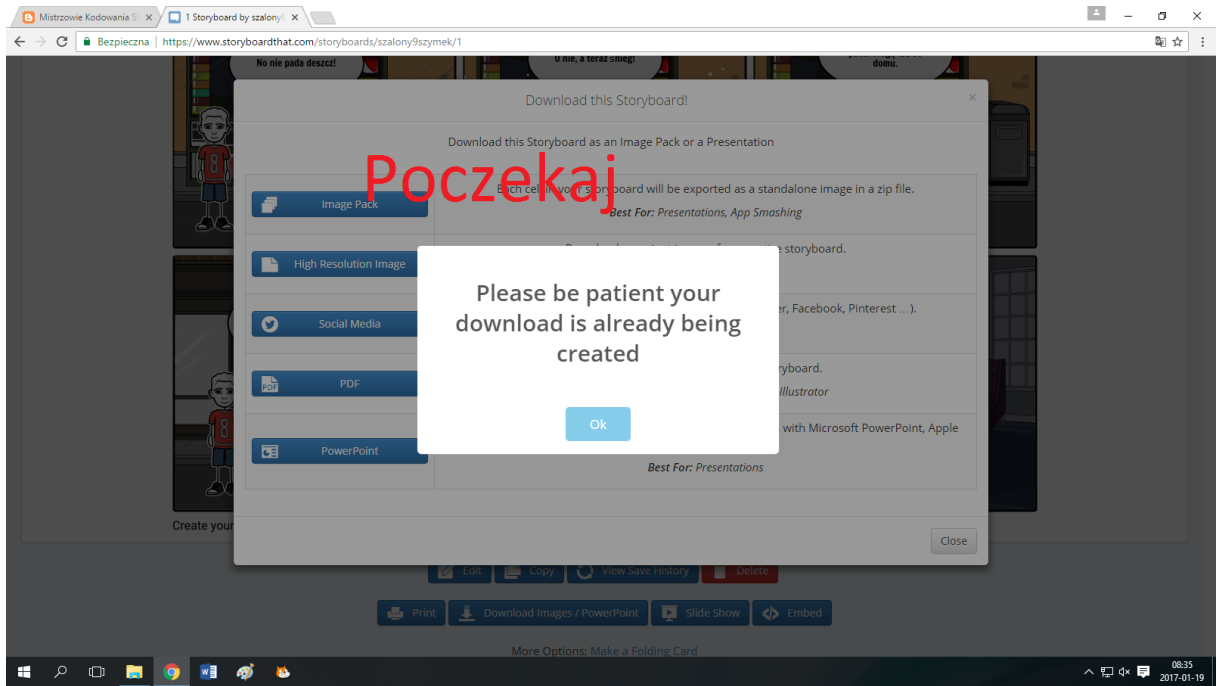 Mistrzowie Kodowania S
1 Storyboard by szalony9
Bezpieczna
https://www.storyboardthat.com/storyboards/szalony9szymek/1
No nie pada deszcz!
O nie, a teraz śnieg!
domu.
Download this Storyboard!
Download this Storyboard as an Image Pack or a Presentation
Poczekaj
Image Pack
Each cell in your storyboard will be exported as a standalone image in a zip file.
Best For: Presentations, App Smashing
High Resolution Image
storyboard.
Social Media
Facebook, Pinterest ...).
PDF
PDF
Illustrator
PowerPoint
with Microsoft PowerPoint, Apple
Best For: Presentations
Please be patient your
download is already being
created
Ok
Create your
Close
Edit Copy View Save History Delete
Print Download Images / PowerPoint Slide Show Embed
More Options: Make a Folding Card
08:35
2017-01-19